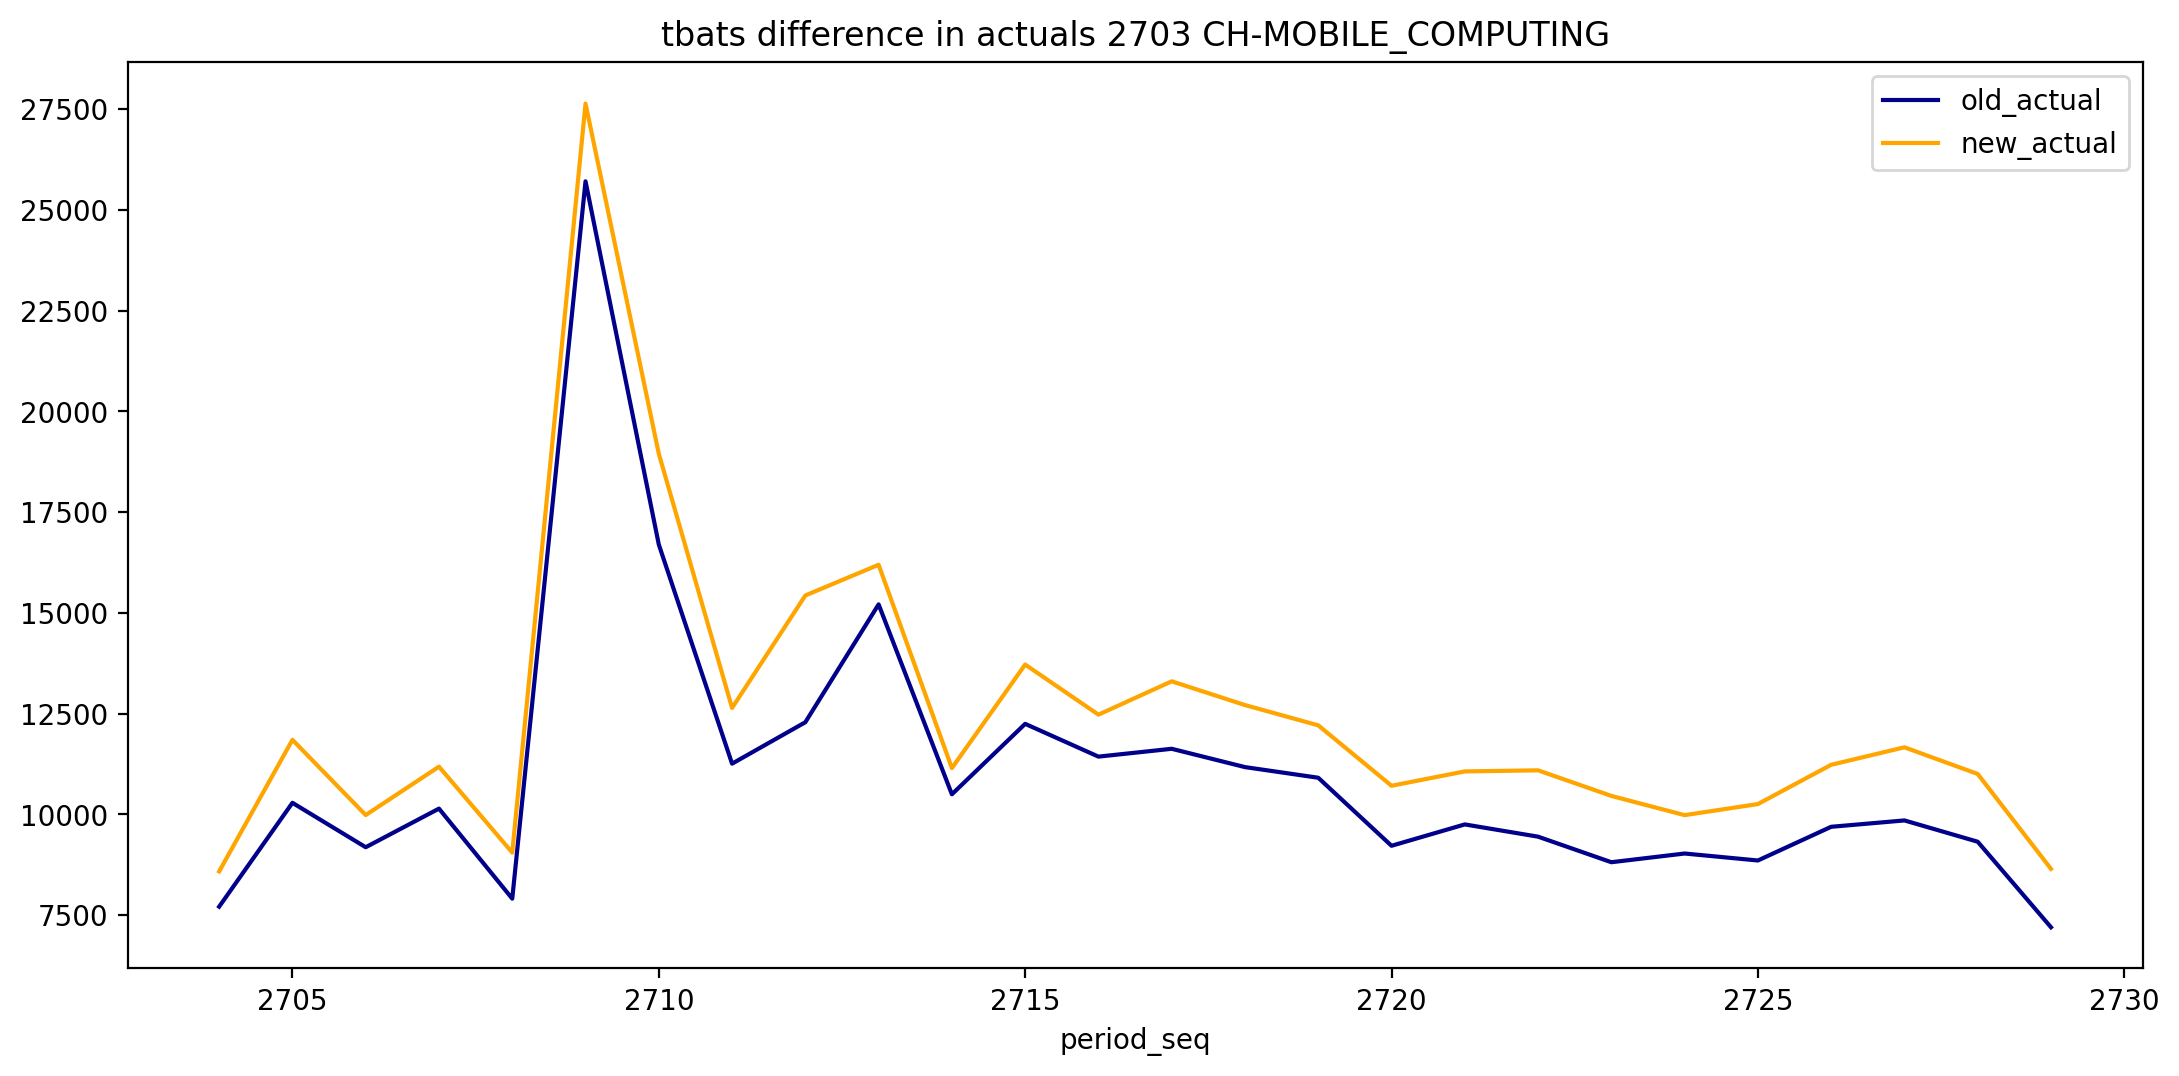 tbats difference in actuals 2703 CH-MOBILE_COMPUTING
old_actual
new_actual
27500
25000
22500
20000
17500
15000
12500
10000
7500
2705 2710 2715 2720 2725 2730
period_seq